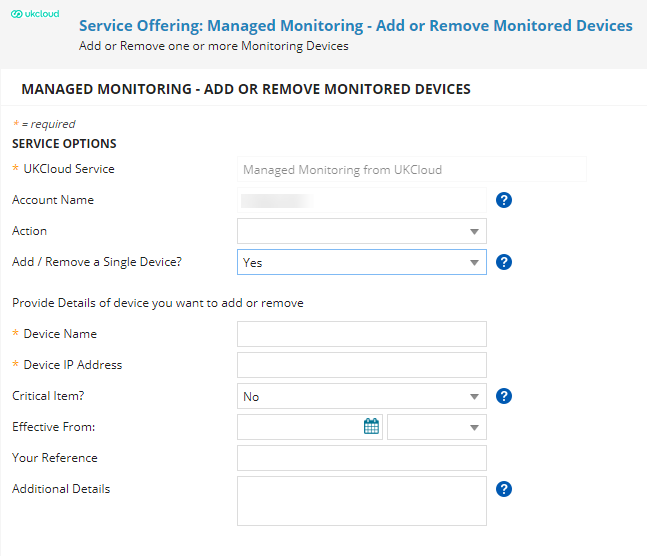 ukcloud
Service Offering: Managed Monitoring - Add or Remove Monitored Devices
Add or Remove one or more Monitoring Devices
MANAGED MONITORING - ADD OR REMOVE MONITORED DEVICES
* = required
SERVICE OPTIONS
* UKCloud Service Managed Monitoring from UKCloud
Account Name ?
Action
Add / Remove a Single Device? Yes ?
Provide Details of device you want to add or remove
* Device Name
* Device IP Address
Critical Item? No ?
Effective From:
Your Reference
Additional Details ?